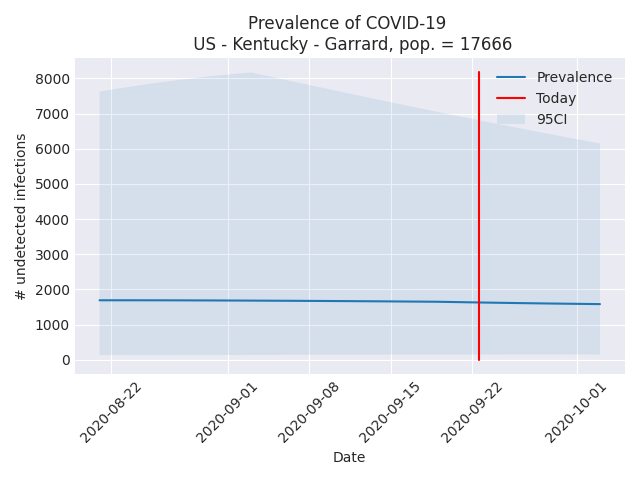 Prevalence of COVID-19
US - Kentucky - Garrard, pop. = 17666
Prevalence
Today
95CI
# undetected infections
8000
7000
6000
5000
4000
3000
2000
1000
0
2020-08-22
2020-09-01
2020-09-08
2020-09-15
2020-09-22
2020-10-01
Date